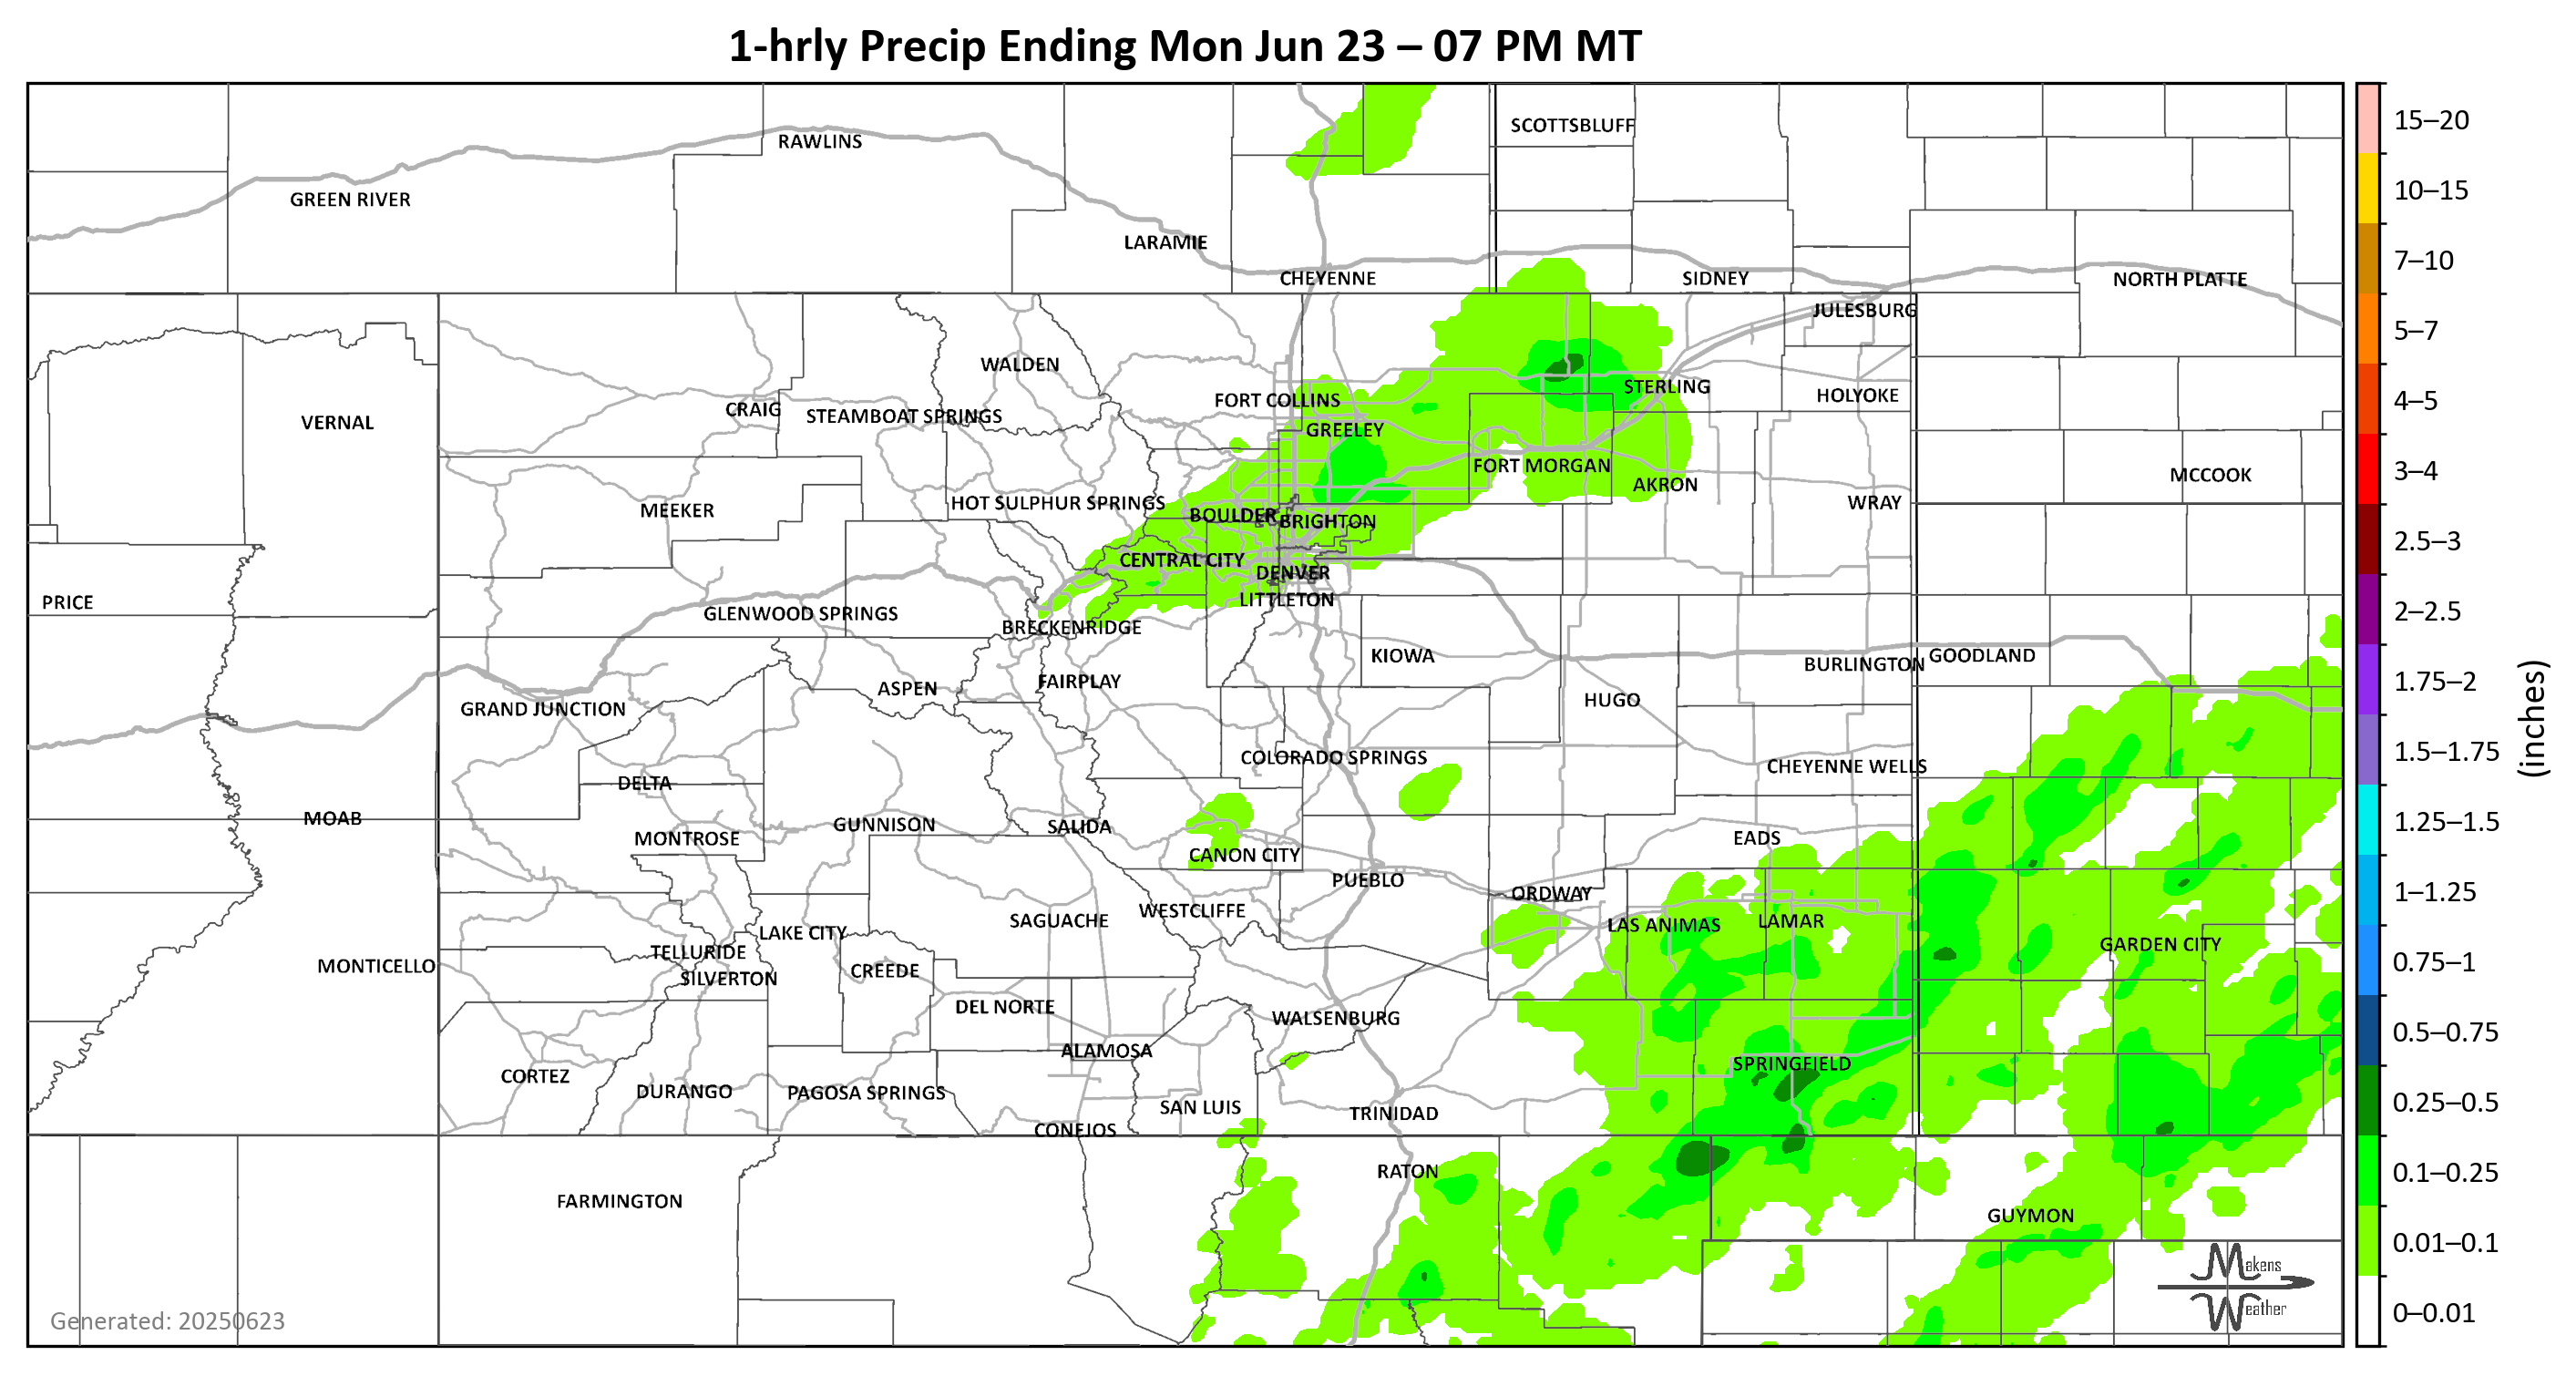 1-hrly Precip Ending Mon Jun 23 – 07 PM MT
SCOTTSBLUFF
RAWLINS
GREEN RIVER
LARAMIE
CHEYENNE
SIDNEY
NORTH PLATTE
JULESBURG
WALDEN
STERLING
HOLYOKE
FORT COLLINS
CRAIG
STEAMBOAT SPRINGS
VERNAL
GREELEY
FORT MORGAN
MCCOOK
AKRON
WRAY
HOT SULPHUR SPRINGS
MEEKER
BOULDER
BRIGHTON
CENTRAL CITY
DENVER
LITTLETON
PRICE
GLENWOOD SPRINGS
BRECKENRIDGE
KIOWA
BURLINGTON
GOODLAND
FAIRPLAY
ASPEN
HUGO
GRAND JUNCTION
COLORADO SPRINGS
CHEYENNE WELLS
DELTA
MOAB
GUNNISON
SALIDA
MONTROSE
EADS
CANON CITY
PUEBLO
ORDWAY
WESTCLIFFE
SAGUACHE
LAS ANIMAS
LAMAR
LAKE CITY
GARDEN CITY
TELLURIDE
MONTICELLO
CREEDE
SILVERTON
DEL NORTE
WALSENBURG
ALAMOSA
SPRINGFIELD
CORTEZ
DURANGO
PAGOSA SPRINGS
SAN LUIS
TRINIDAD
CONEJOS
RATON
FARMINGTON
GUYMON
Makens
Weather
Generated: 20250623
15–20
10–15
7–10
5–7
4–5
3–4
2.5–3
2–2.5
1.75–2
1.5–1.75
1.25–1.5
1–1.25
0.75–1
0.5–0.75
0.25–0.5
0.1–0.25
0.01–0.1
0–0.01
(inches)